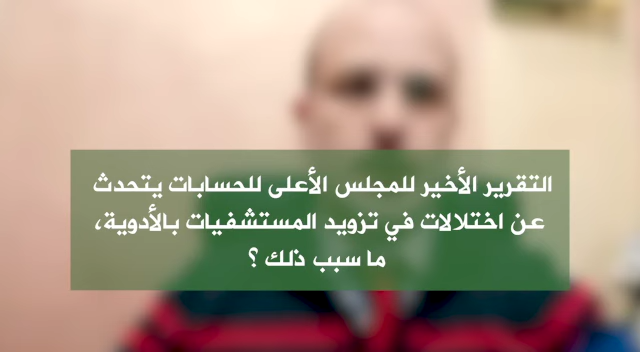 التقرير الأخير للمجلس الأعلى للحسابات يتحدث
عن اختلالات في تزويد المستشفيات بالأدوية،
ما سبب ذلك ؟